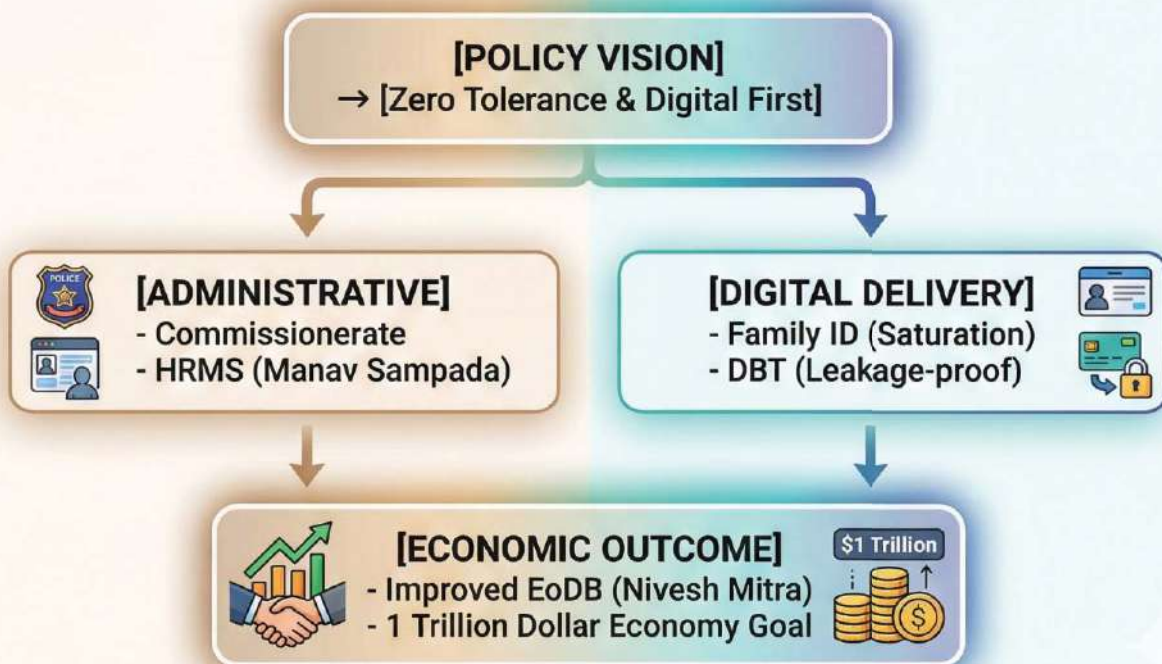 [POLICY VISION]
→ [Zero Tolerance & Digital First]
POLICE
[ADMINISTRATIVE]
- Commissionerate
- HRMS (Manav Sampada)
[DIGITAL DELIVERY]
- Family ID (Saturation)
- DBT (Leakage-proof)
[ECONOMIC OUTCOME]
- Improved EoDB (Nivesh Mitra)
- 1 Trillion Dollar Economy Goal
$1 Trillion
$